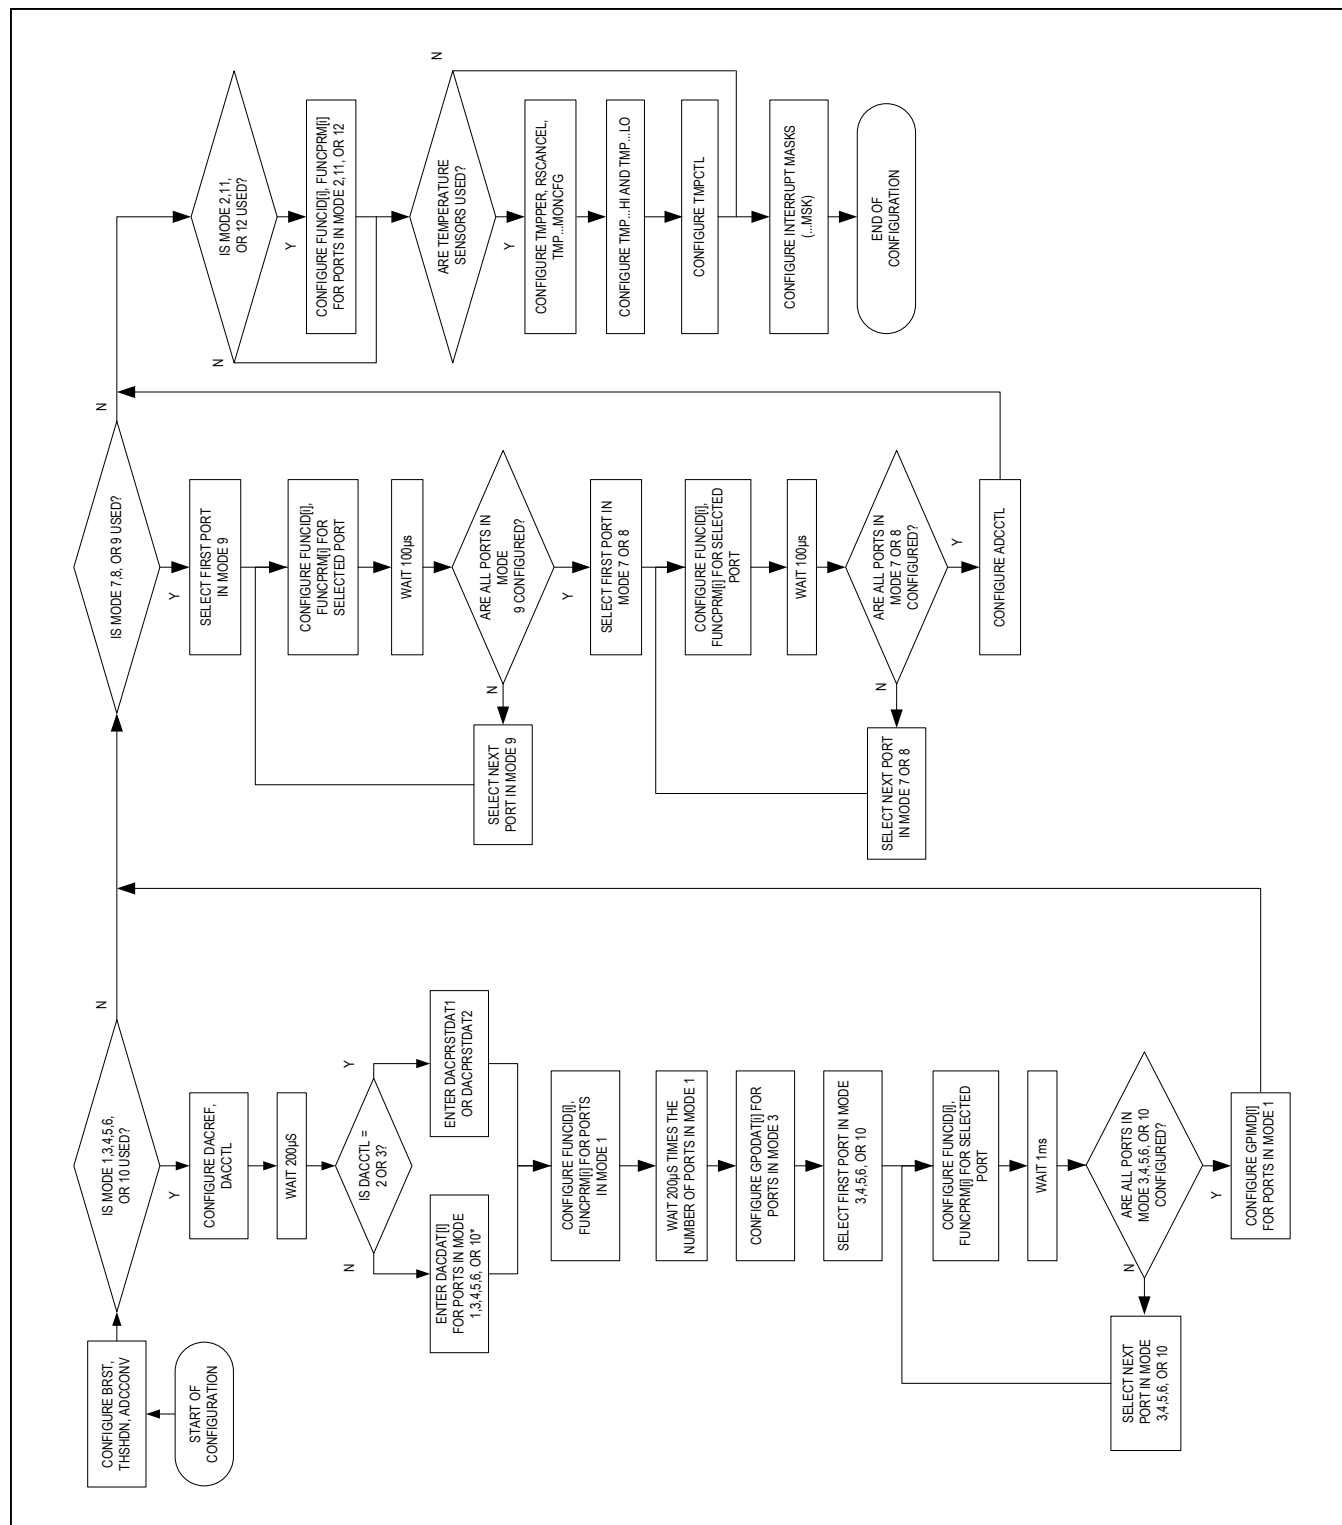 START OF
CONFIGURATION
CONFIGURE BRST,
THSHDN, ADCCONV
IS MODE 1,3,4,5,6,
OR 10 USED?
N
Y
CONFIGURE DACREF,
DACCTL
WAIT 200µS
IS DACCTL =
2 OR 3?
N
Y
ENTER DACDAT[i]
FOR PORTS IN MODE
1,3,4,5,6, OR 10*
ENTER DACPRSTDAT1
OR DACPRSTDAT2
CONFIGURE FUNCID[i],
FUNCPRM[i] FOR PORTS
IN MODE 1
WAIT 200µS TIMES THE
NUMBER OF PORTS IN MODE 1
CONFIGURE GPODAT[i] FOR
PORTS IN MODE 3
SELECT FIRST PORT IN MODE
3,4,5,6, OR 10
CONFIGURE FUNCID[i],
FUNCPRM[i] FOR SELECTED
PORT
WAIT 1ms
ARE ALL PORTS IN
MODE 3,4,5,6, OR 10
CONFIGURED?
N
Y
SELECT NEXT
PORT IN MODE
3,4,5,6, OR 10
CONFIGURE GPIMD[i]
FOR PORTS IN MODE 1
IS MODE 7,8, OR 9 USED?
N
Y
SELECT FIRST PORT
IN MODE 9
CONFIGURE FUNCID[i],
FUNCPRM[i] FOR
SELECTED PORT
WAIT 100µs
ARE ALL PORTS IN
MODE
9 CONFIGURED?
N
Y
SELECT NEXT
PORT IN MODE 9
SELECT FIRST PORT IN
MODE 7 OR 8
CONFIGURE FUNCID[i],
FUNCPRM[i] FOR SELECTED
PORT
WAIT 100µs
ARE ALL PORTS IN
MODE 7 OR 8
CONFIGURED?
N
Y
SELECT NEXT PORT
IN MODE 7 OR 8
CONFIGURE ADCCTL
IS MODE 2,11,
OR 12 USED?
N
Y
CONFIGURE FUNCID[i], FUNCPRM[i]
FOR PORTS IN MODE 2,11, OR 12
ARE TEMPERATURE
SENSORS USED?
N
Y
CONFIGURE TMPPER, RSCANCEL,
TMP...MONCFG
CONFIGURE TMP...HI AND TMP...LO
CONFIGURE TMPCTL
CONFIGURE INTERRUPT MASKS
(...MSK)
END OF
CONFIGURATION